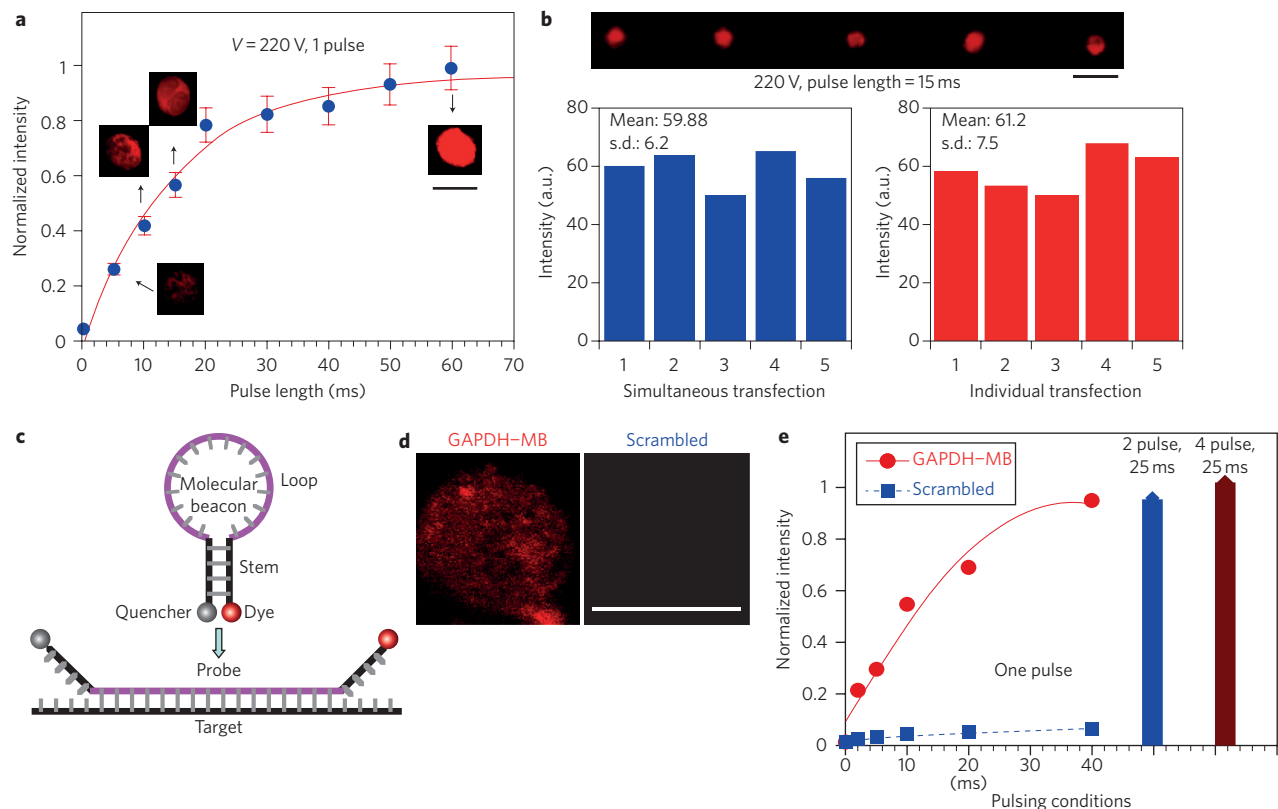 a
V = 220 V, 1 pulse
Normalized intensity
1
0.8
0.6
0.4
0.2
0
0 10 20 30 40 50 60 70
Pulse length (ms)
b
220 V, pulse length = 15 ms
80
60
40
20
0
Intensity (a.u.)
Mean: 59.88
s.d.: 6.2
1 2 3 4 5
Simultaneous transfection
80
60
40
20
0
Intensity (a.u.)
Mean: 61.2
s.d.: 7.5
1 2 3 4 5
Individual transfection
c
Molecular
beacon
Loop
Stem
Quencher
Dye
Probe
Target
d
GAPDH–MB
Scrambled
e
GAPDH–MB
Scrambled
2 pulse,
25 ms
4 pulse,
25 ms
Normalized intensity
1
0.8
0.6
0.4
0.2
0
One pulse
0 10 20 30 40
(ms)
Pulsing conditions